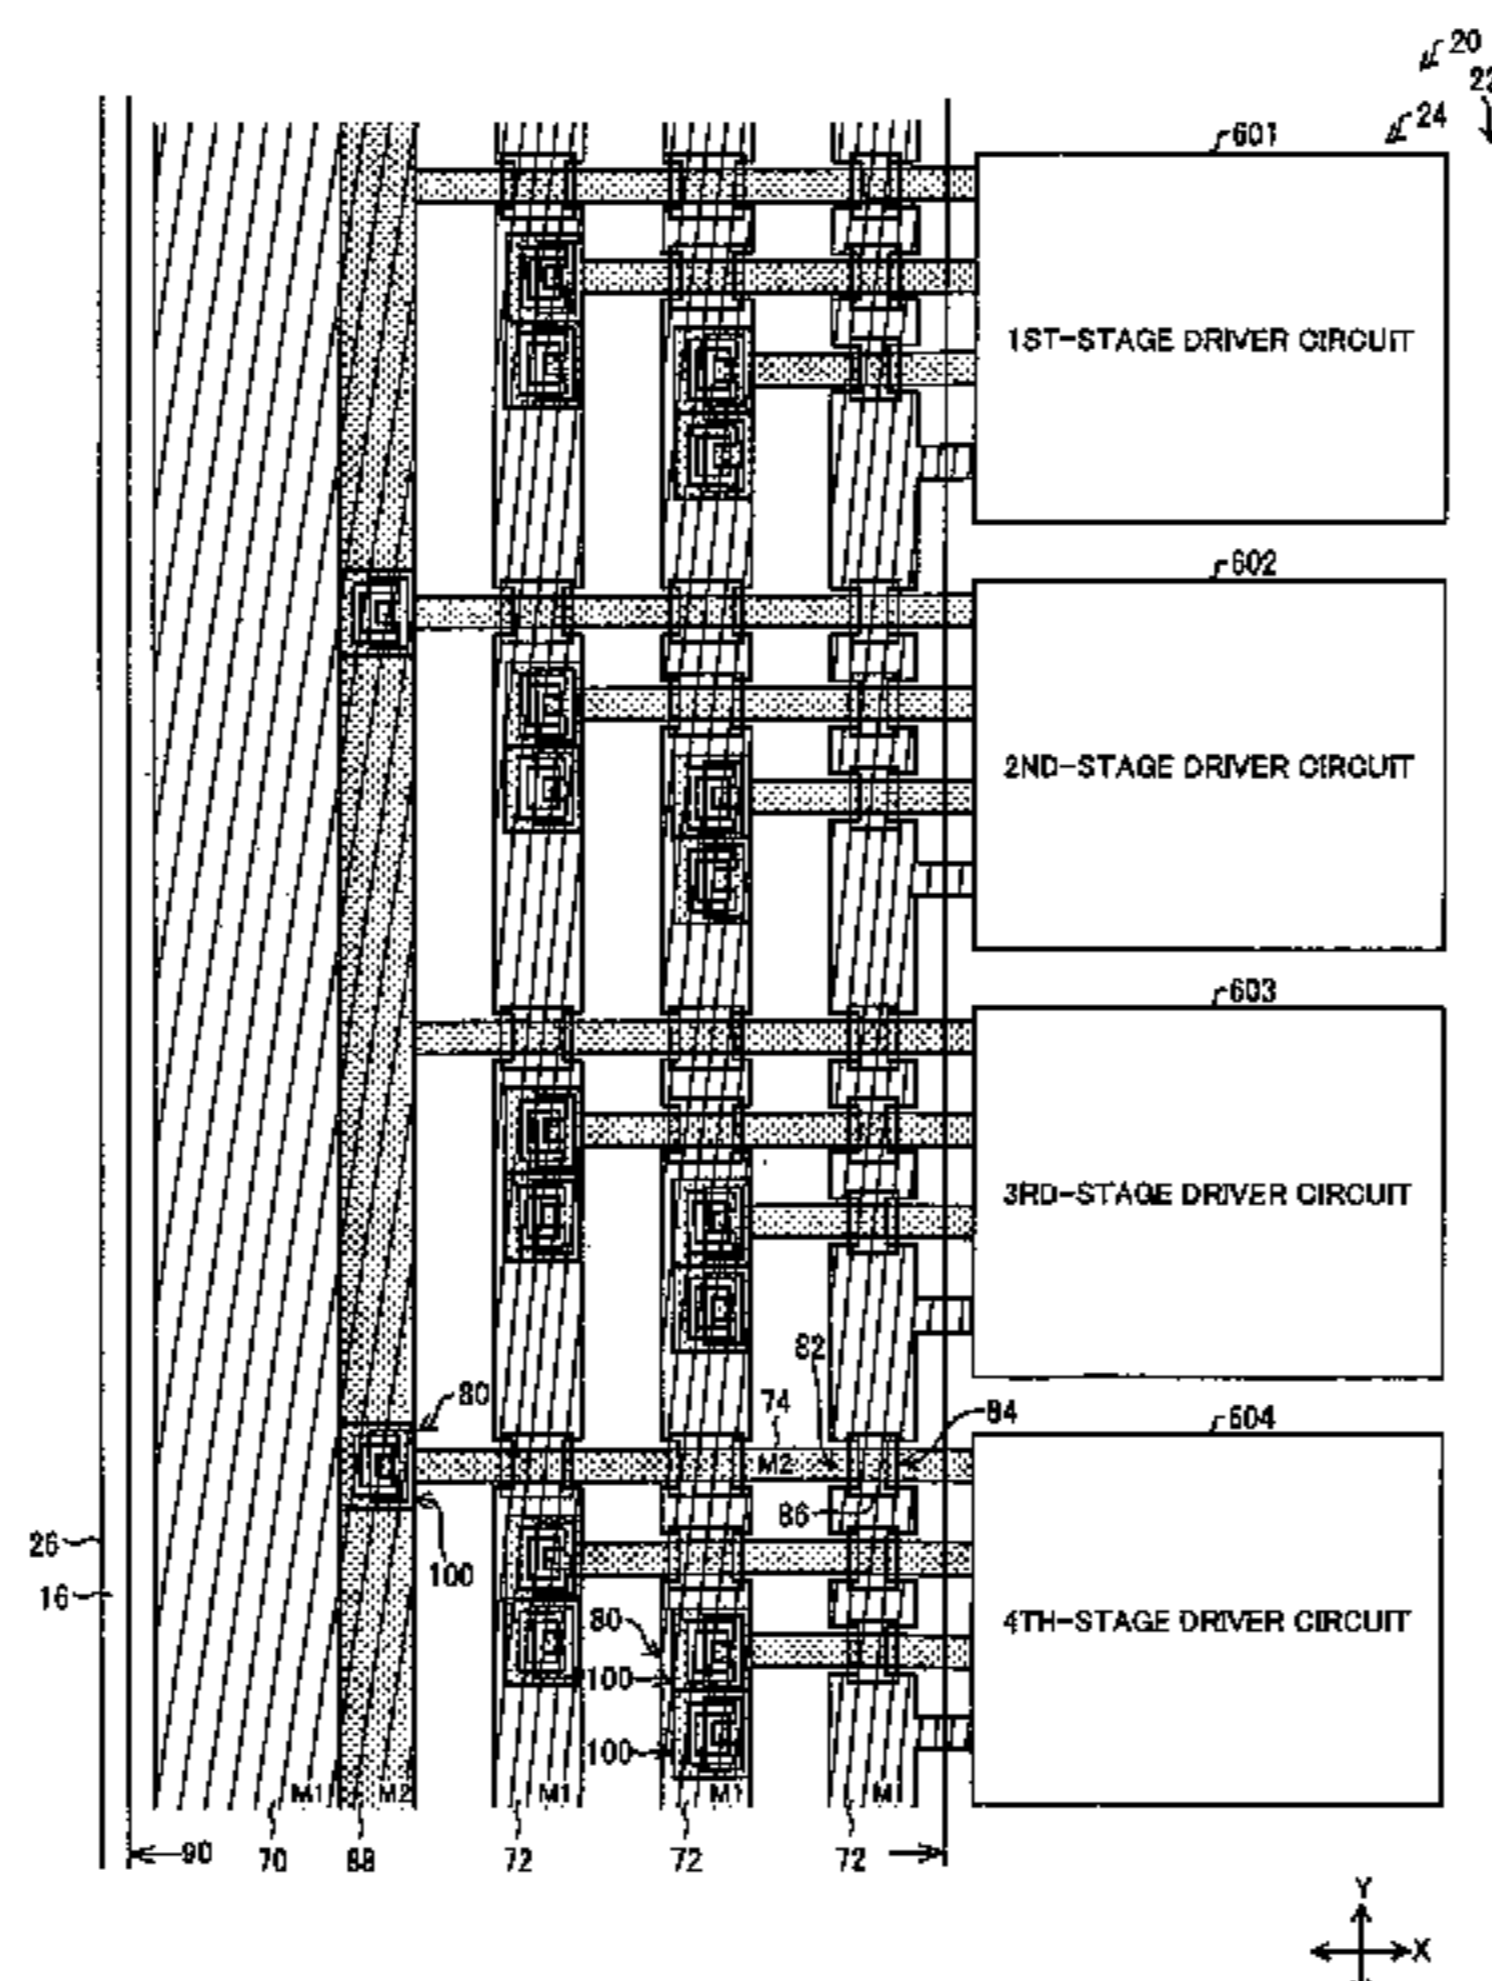 20
22
24
601
1ST-STAGE DRIVER CIRCUIT
602
2ND-STAGE DRIVER CIRCUIT
603
3RD-STAGE DRIVER CIRCUIT
82
80
74
84
604
M2
86
26
100
16
80
4TH-STAGE DRIVER CIRCUIT
100
100
M1 M2 M1 M1 M1
90 70 88 72 72 72
Y
X